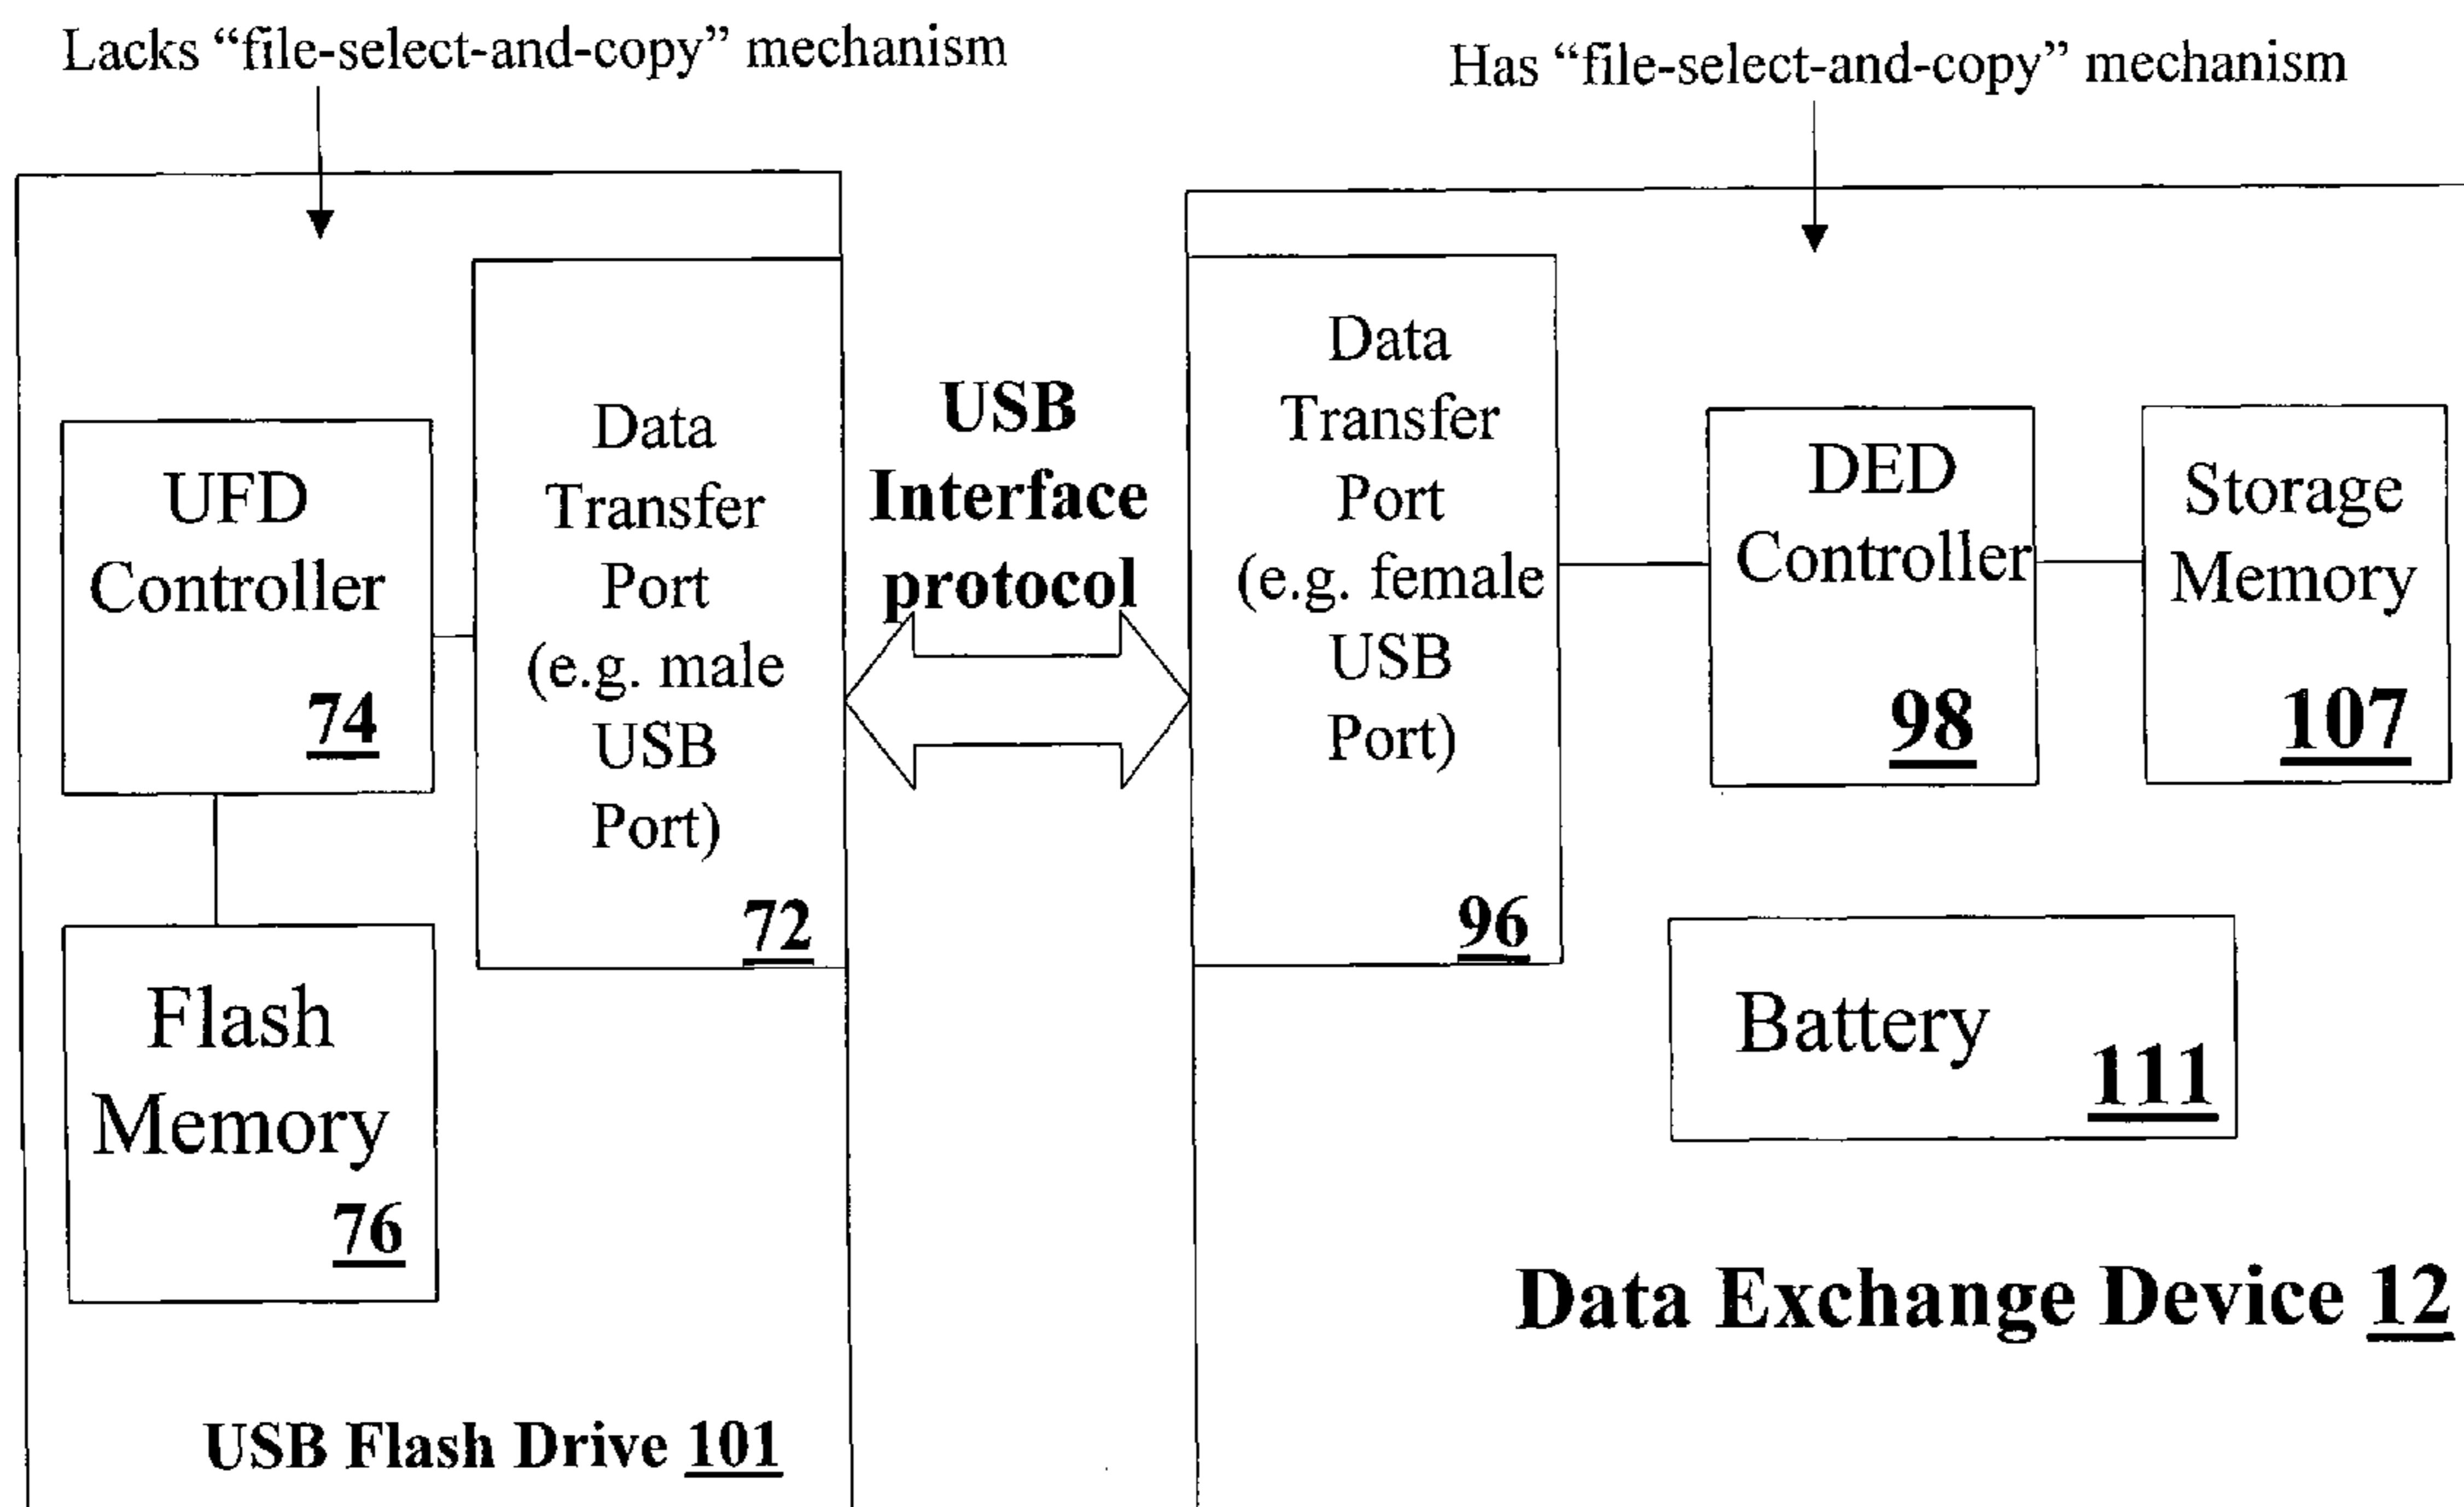 Lacks “file-select-and-copy” mechanism
Has “file-select-and-copy” mechanism
UFD
Controller
74
Flash
Memory
76
Data
Transfer
Port
(e.g. male
USB
Port)
72
USB Flash Drive 101
USB
Interface
protocol
Data
Transfer
Port
(e.g. female
USB
Port)
96
DED
Controller
98
Storage
Memory
107
Battery
111
Data Exchange Device 12